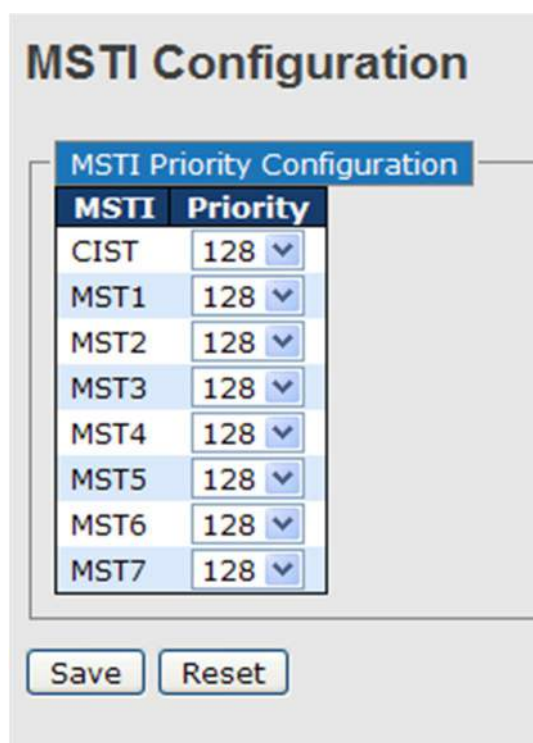 MSTI Configuration
MSTI Priority Configuration
MSTI Priority
CIST 128
MST1 128
MST2 128
MST3 128
MST4 128
MST5 128
MST6 128
MST7 128
Save Reset